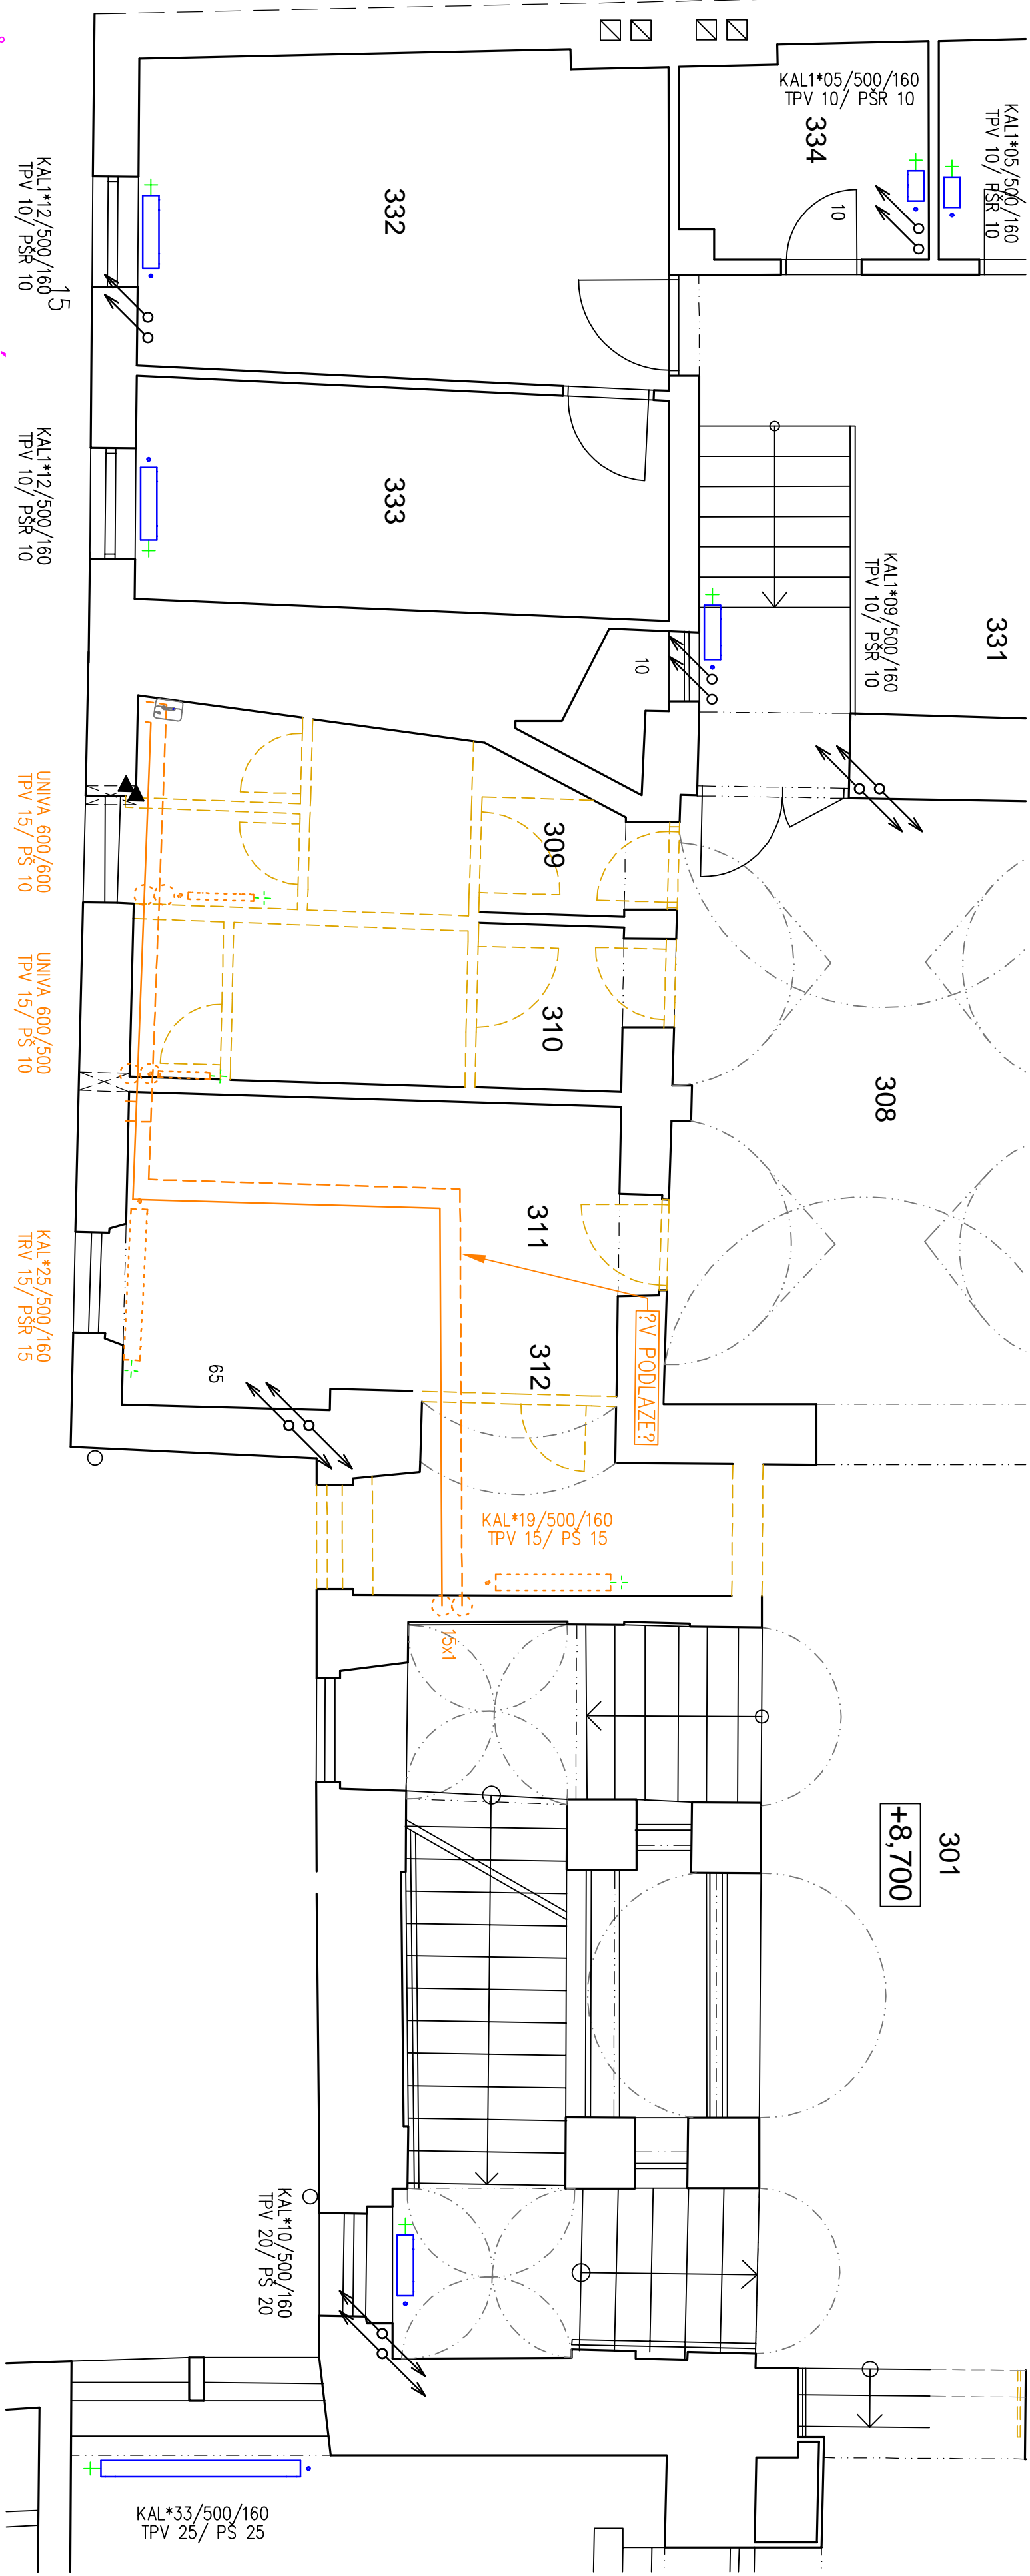 KAL1*05/500/160
TPV 10/ PŠR 10
334
10
KAL1*05/500/160
TPV 10/ PŠR 10
332
KAL1*12/500/160
TPV 10/ PŠR 10
15
333
KAL1*12/500/160
TPV 10/ PŠR 10
KAL1*09/500/160
TPV 10/ PŠR 10
331
10
309
UNIVA 600/600
TPV 15/ PŠ 10
310
UNIVA 600/500
TPV 15/ PŠ 10
308
311
KAL*25/500/160
TRV 15/ PŠR 15
?V PODLAZE?
312
65
KAL*19/500/160
TPV 15/ PŠ 15
15x1
301
+8,700
KAL*10/500/160
TPV 20/ PŠ 20
KAL*33/500/160
TPV 25/ PŠ 25